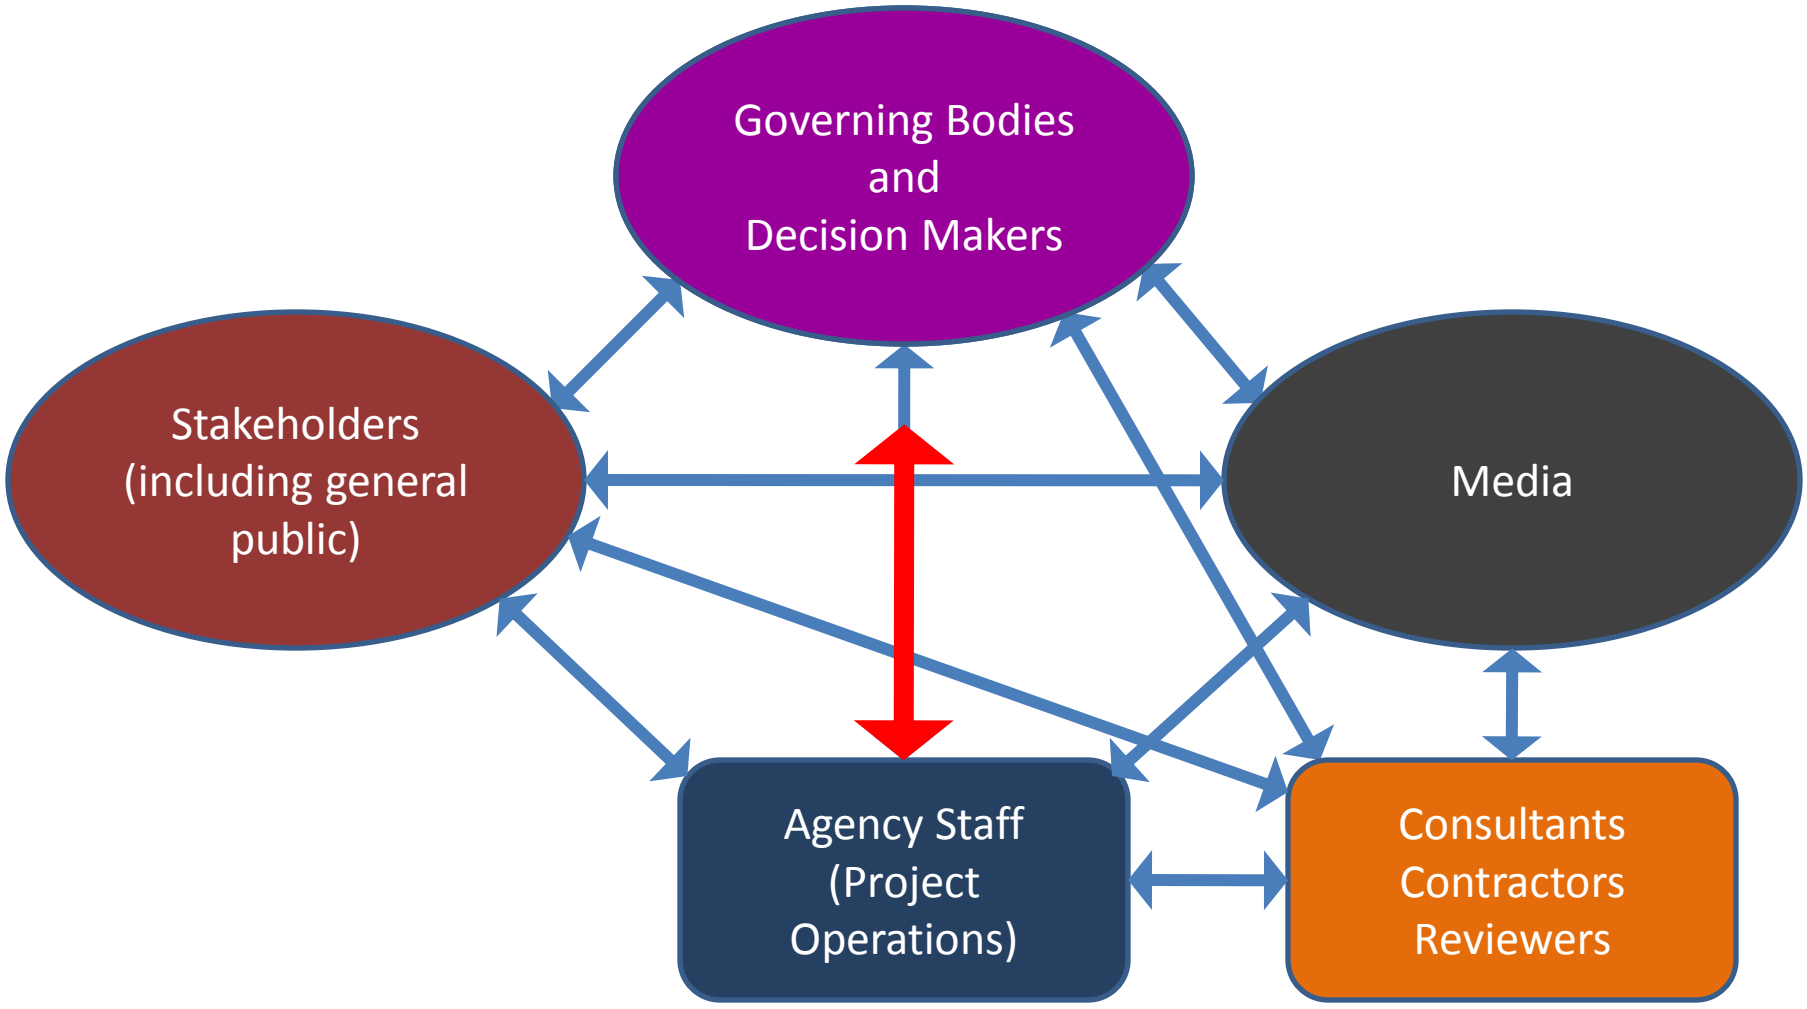 Governing Bodies
and
Decision Makers
Stakeholders
(including general
public)
Media
Agency Staff
(Project
Operations)
Consultants
Contractors
Reviewers